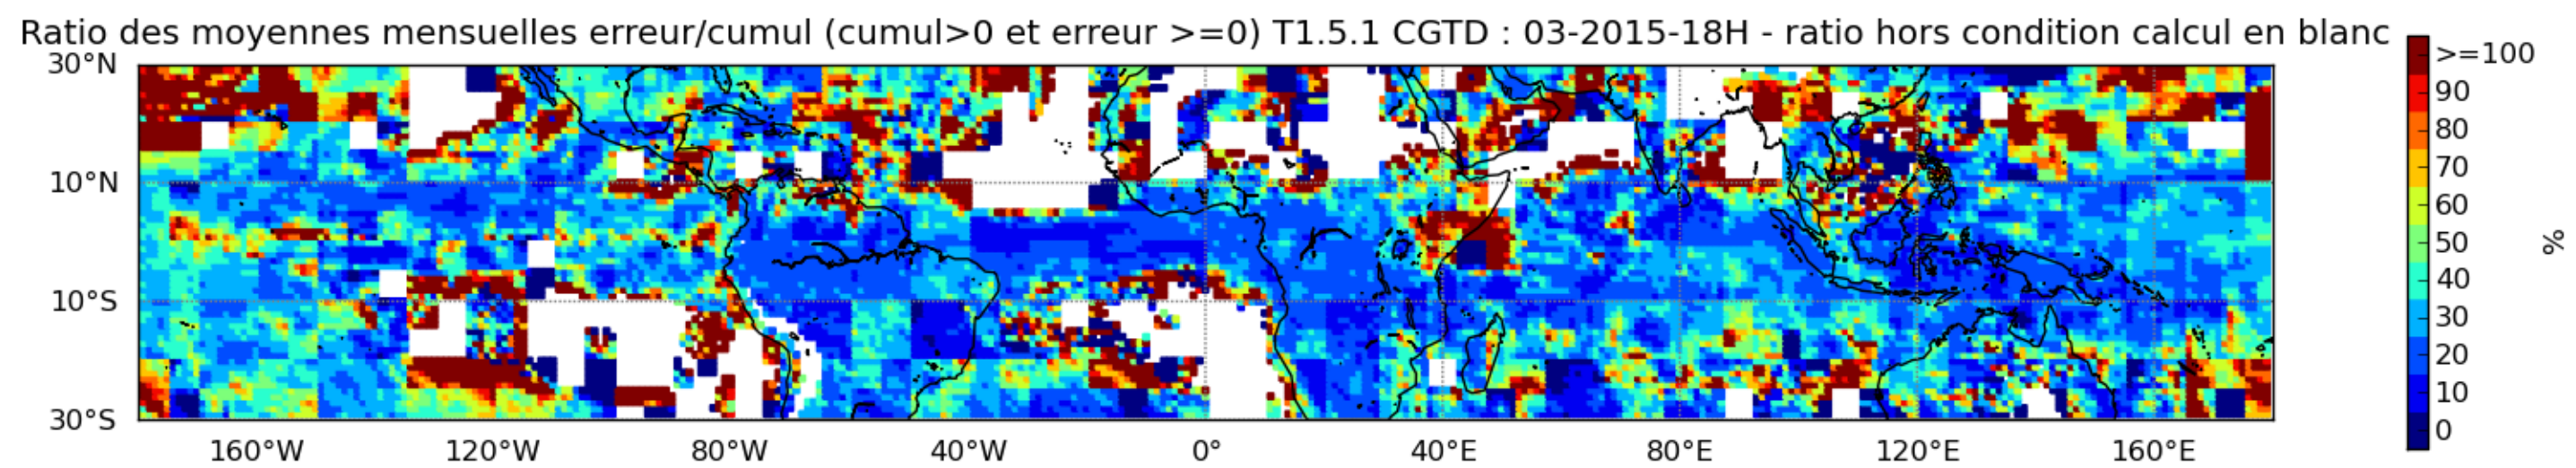 Ratio des moyennes mensuelles erreur/cumul (cumul>0 et erreur >=0) T1.5.1 CGTD : 03-2015-18H - ratio hors condition calcul en blanc
30°N
10°N
10°S
30°S
160°W 120°W 80°W 40°W 0° 40°E 80°E 120°E 160°E
>=100
90
80
70
60
50
40
30
20
10
0
%